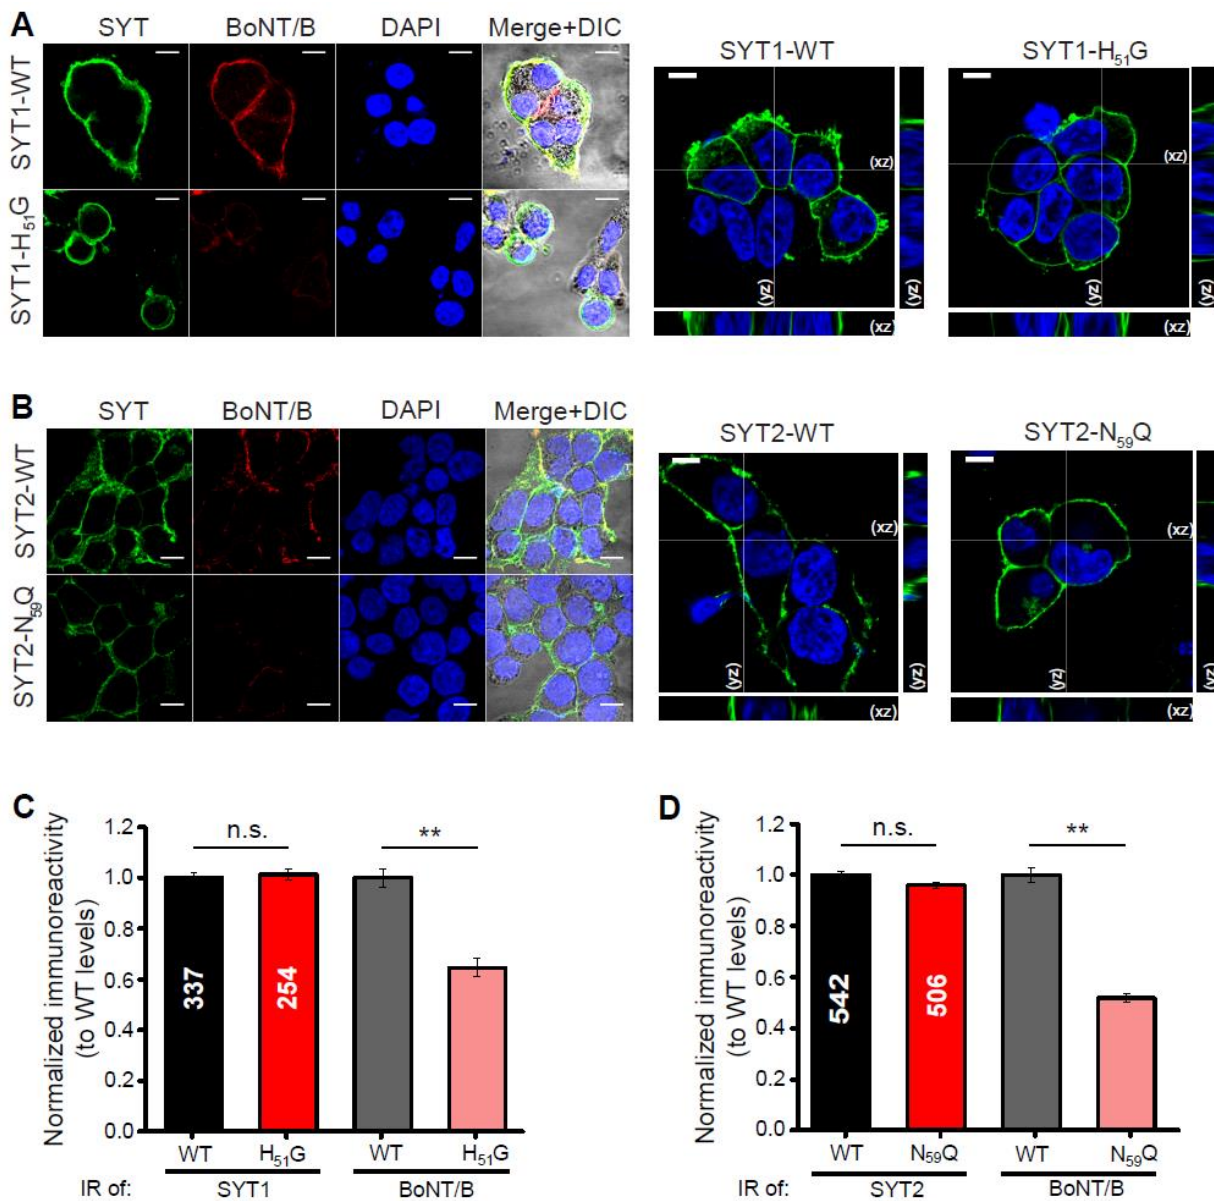 A
SYT BoNT/B DAPI Merge+DIC
SYT1-WT
SYT1-H51G
SYT1-WT SYT1-H51G
(xz) (xz)
(yz) (yz) (yz) (yz)
(xz) (xz)
B
SYT BoNT/B DAPI Merge+DIC
SYT2-WT
SYT2-N59Q
SYT2-WT SYT2-N59Q
(xz) (xz)
(yz) (yz) (yz) (yz)
(xz) (xz)
C
Normalized immunoreactivity
(to WT levels)
1.2
1.0
0.8
0.6
0.4
0.2
0.0
n.s. **
337 254
WT H51G WT H51G
IR of: SYT1 BoNT/B
D
Normalized immunoreactivity
(to WT levels)
1.2
1.0
0.8
0.6
0.4
0.2
0.0
n.s. **
542 506
WT N59Q WT N59Q
IR of: SYT2 BoNT/B